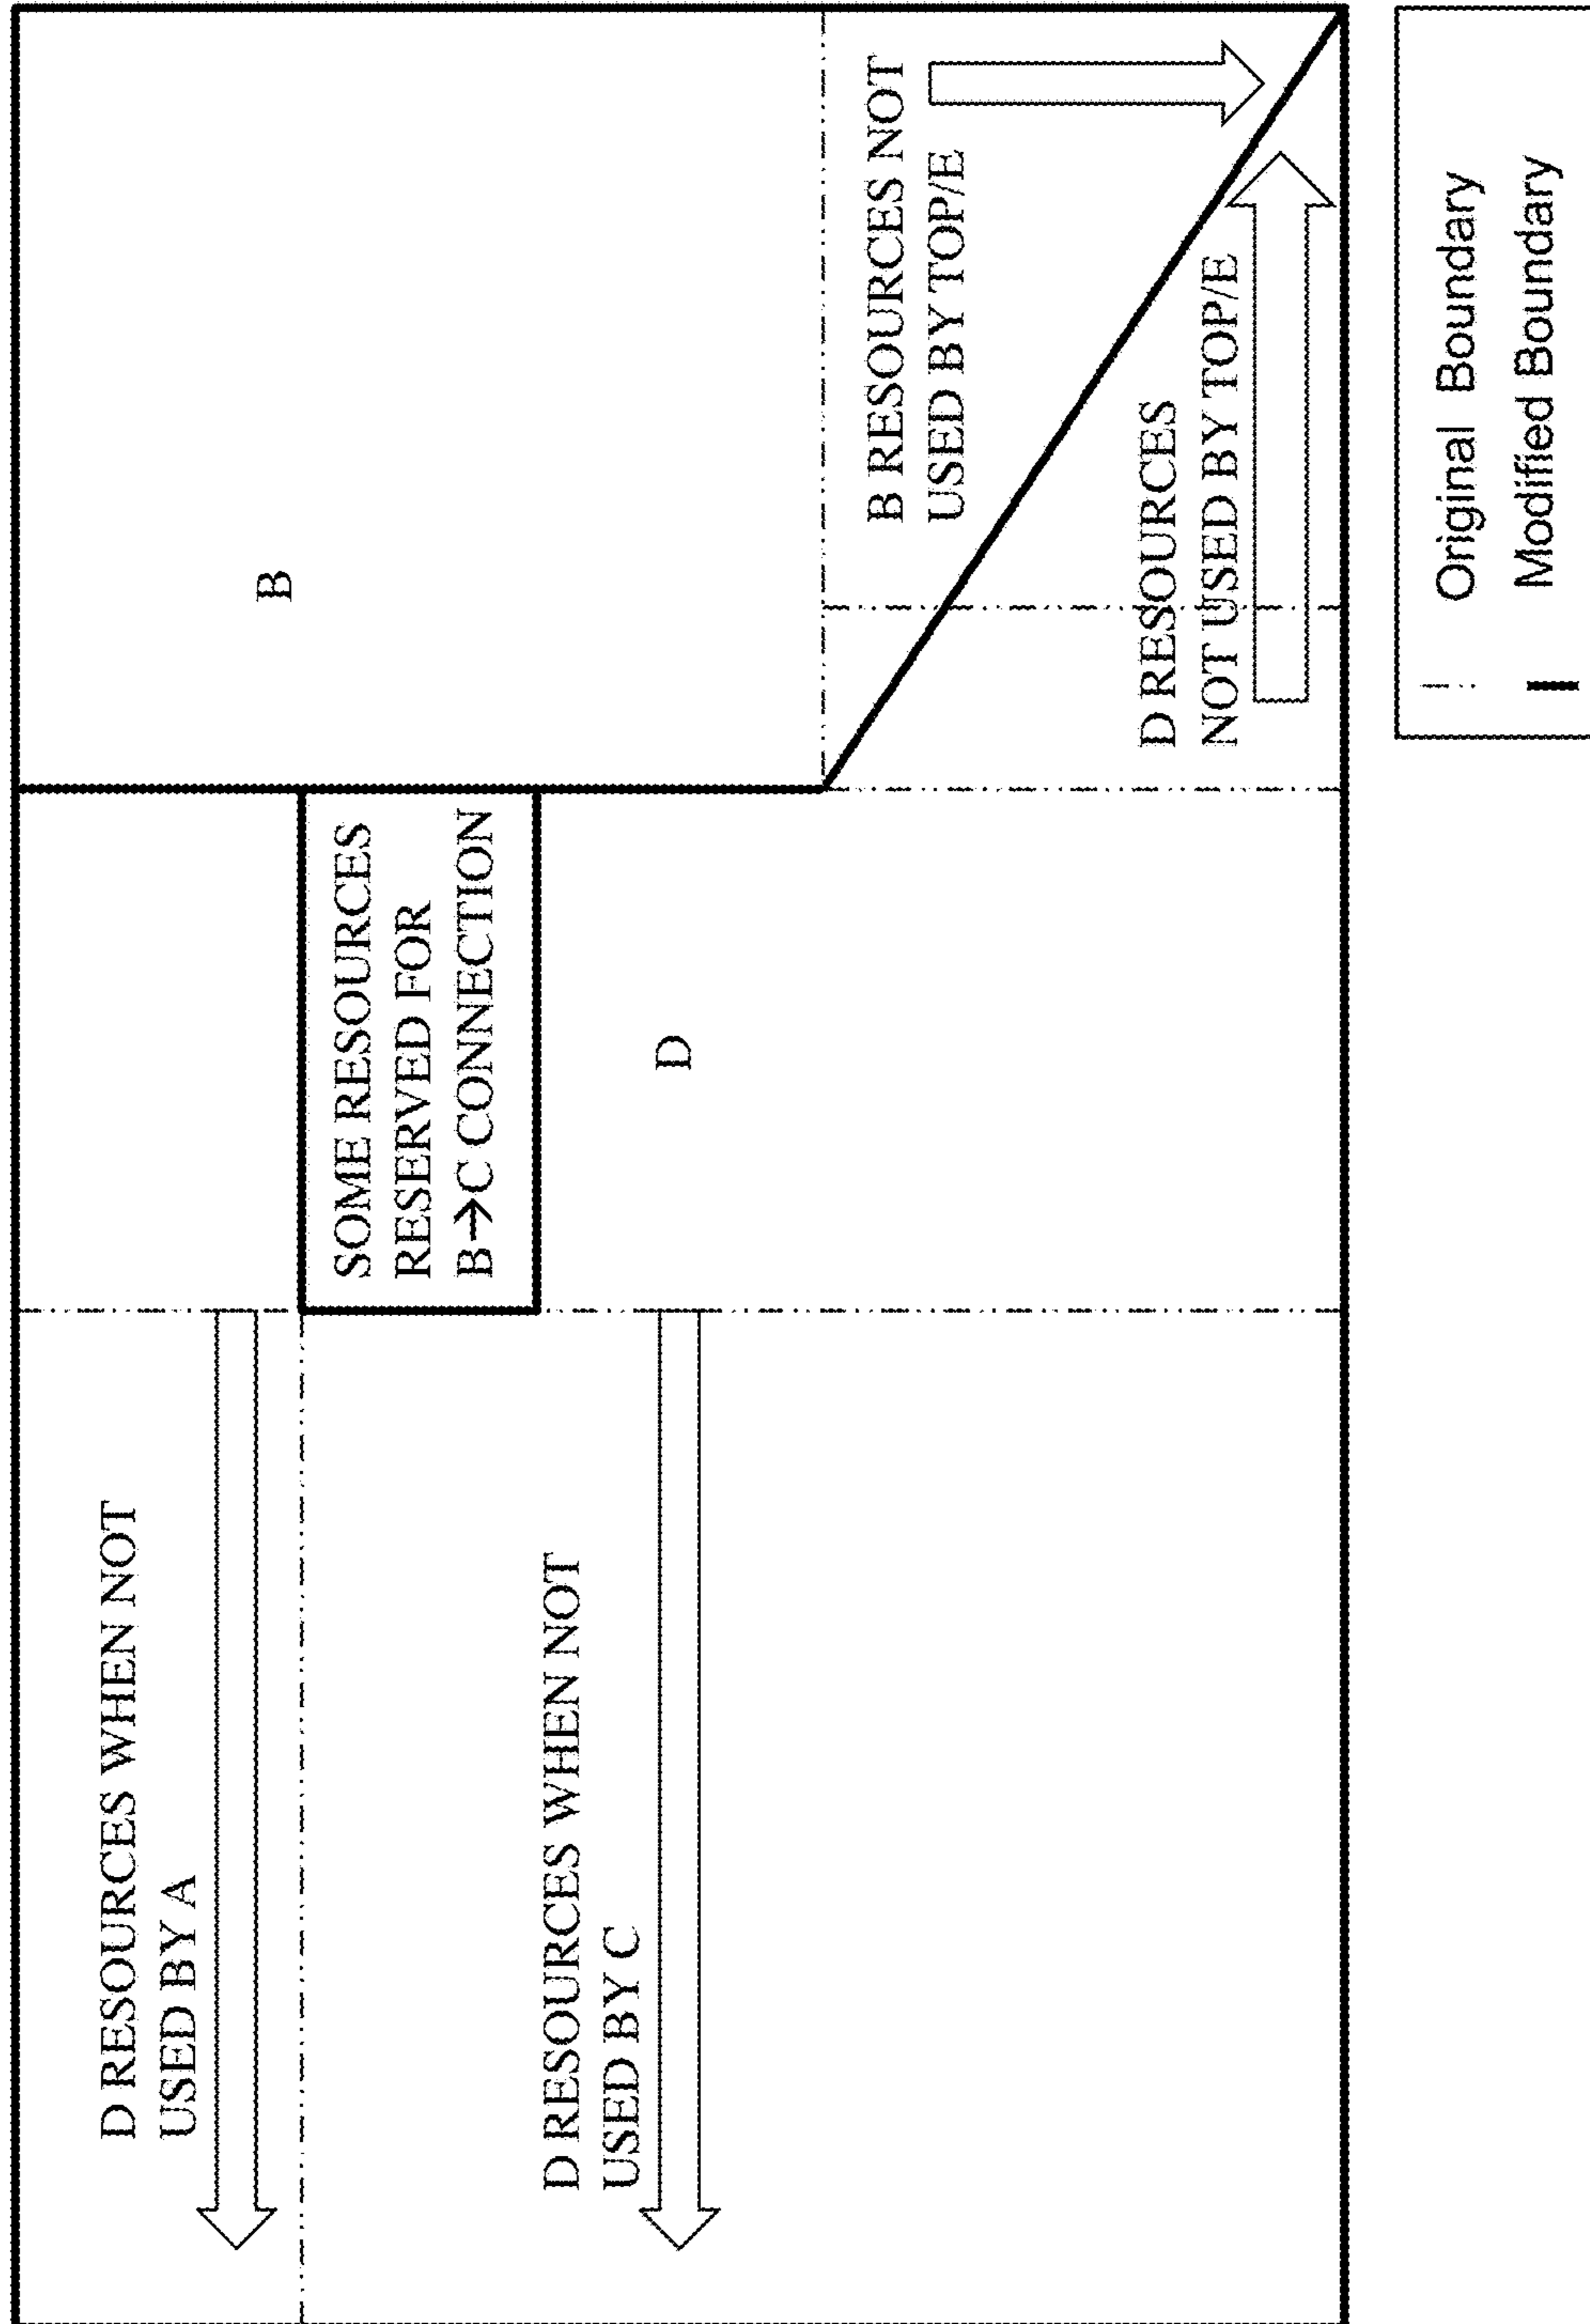 D RESOURCES WHEN NOT
USED BY A
D RESOURCES WHEN NOT
USED BY C
SOME RESOURCES
RESERVED FOR
B→C CONNECTION
D
B
B RESOURCES NOT
USED BY TOP/E
D RESOURCES
NOT USED BY TOP/E
Original Boundary
Modified Boundary